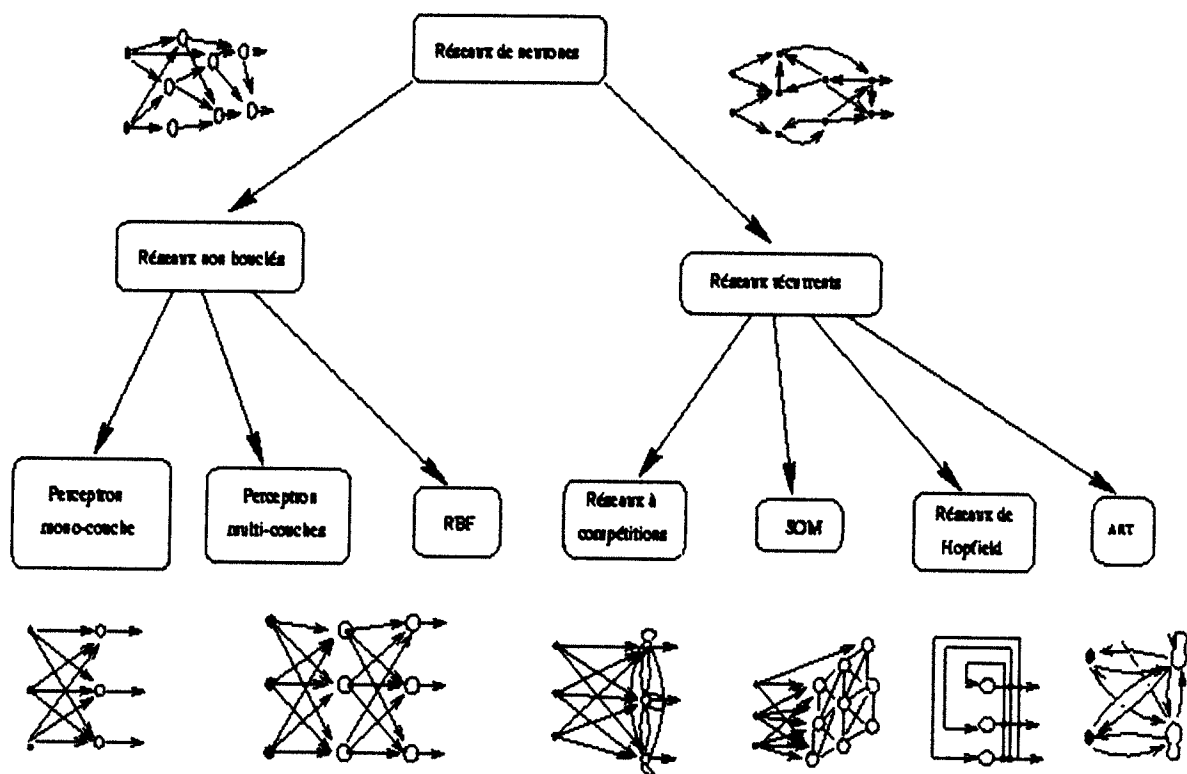 Réseaux de neurones
Réseaux non bouclés
Réseaux récurrents
Perceptron
mono-couche
Perceptron
multi-couches
RBF
Réseaux à
compétitions
SOM
Réseaux de
Hopfield
ART